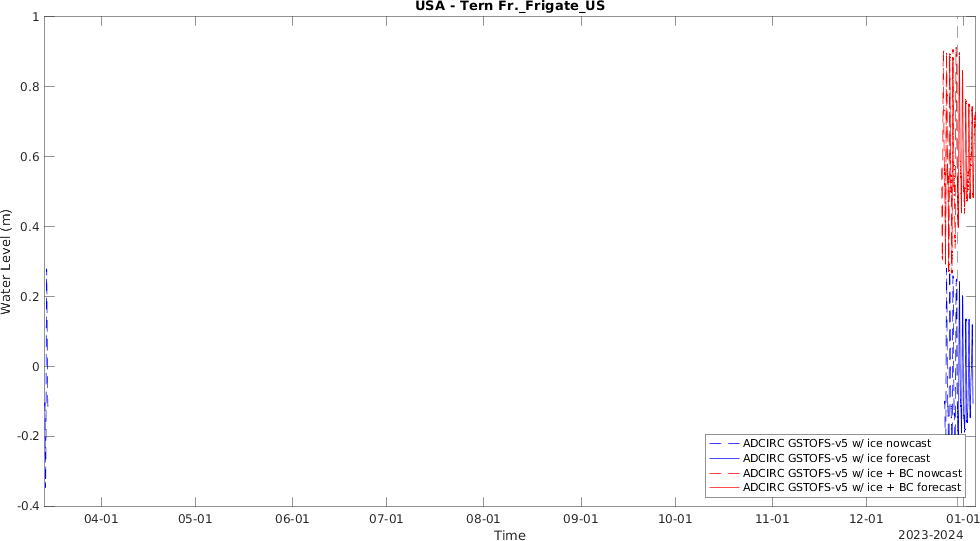 USA - Tern Fr._Frigate_US
1
0.8
0.6
0.4
0.2
0
-0.2
-0.4
Water Level (m)
ADCIRC GSTOFS-v5 w/ ice nowcast
ADCIRC GSTOFS-v5 w/ ice forecast
ADCIRC GSTOFS-v5 w/ ice + BC nowcast
ADCIRC GSTOFS-v5 w/ ice + BC forecast
04-01 05-01 06-01 07-01 08-01 09-01 10-01 11-01 12-01 01-01
Time
2023-2024